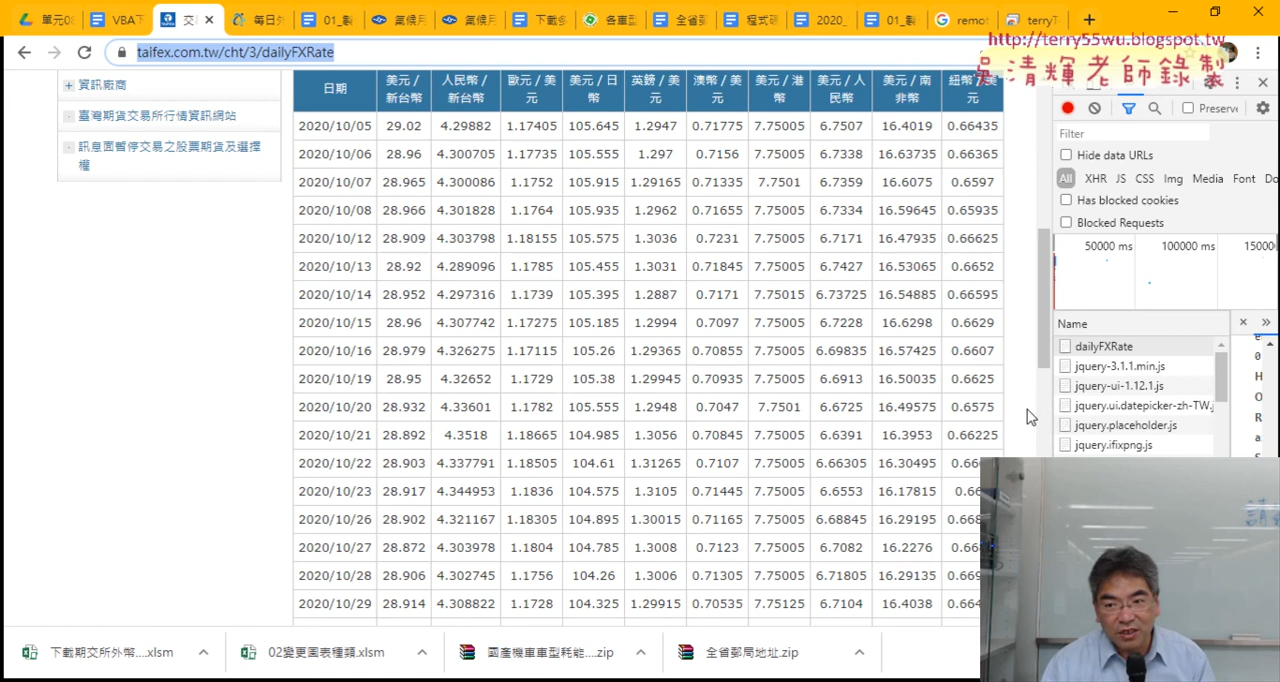 單元0
VBA下
交
每日外
01_製
氣候月
氣候月
下載多
各車型
全省郵
程式研
2020_
01_製
remot
terryT
taifex.com.tw/cht/3/dailyFXRate
http://terry55wu.blogspot.tw
吳清輝老師錄製
資訊廠商
臺灣期貨交易所行情資訊網站
訊息面暫停交易之股票期貨及選擇
權
日期 美元／新台幣 人民幣／新台幣 歐元／美元 美元／日幣 英鎊／美元 澳幣／美元 美元／港幣 美元／人民幣 美元／南非幣 紐幣
2020/10/05 29.02 4.29882 1.17405 105.645 1.2947 0.71775 7.75005 6.7507 16.4019 0.66435
2020/10/06 28.96 4.300705 1.17735 105.555 1.297 0.7156 7.75005 6.7338 16.63735 0.66365
2020/10/07 28.965 4.300086 1.1752 105.915 1.29165 0.71335 7.7501 6.7359 16.6075 0.6597
2020/10/08 28.966 4.301828 1.1764 105.935 1.2962 0.71655 7.75005 6.7334 16.59645 0.65935
2020/10/12 28.909 4.303798 1.18155 105.575 1.3036 0.7231 7.75005 6.7171 16.47935 0.66625
2020/10/13 28.92 4.289096 1.1785 105.455 1.3031 0.71845 7.75005 6.7427 16.53065 0.6652
2020/10/14 28.952 4.297316 1.1739 105.395 1.2887 0.7171 7.75015 6.73725 16.54885 0.66595
2020/10/15 28.96 4.307742 1.17275 105.185 1.2994 0.7097 7.75005 6.7228 16.6298 0.6629
2020/10/16 28.979 4.326275 1.17115 105.26 1.29365 0.70855 7.75005 6.69835 16.57425 0.6607
2020/10/19 28.95 4.32652 1.1729 105.38 1.29945 0.70935 7.75005 6.6913 16.50035 0.6625
2020/10/20 28.932 4.33601 1.1782 105.555 1.2948 0.7047 7.7501 6.6725 16.49575 0.6575
2020/10/21 28.892 4.3518 1.18665 104.985 1.3056 0.70845 7.75005 6.6391 16.3953 0.66225
2020/10/22 28.903 4.337791 1.18505 104.61 1.31265 0.7107 7.75005 6.66305 16.30495 0.66
2020/10/23 28.917 4.344953 1.1836 104.575 1.3105 0.71445 7.75005 6.6553 16.17815 0.66
2020/10/26 28.902 4.321167 1.18305 104.895 1.30015 0.71165 7.75005 6.68845 16.29195 0.66
2020/10/27 28.872 4.303978 1.1804 104.785 1.3008 0.7123 7.75005 6.7082 16.2276 0.66
2020/10/28 28.906 4.302745 1.1756 104.26 1.3006 0.71305 7.75005 6.71805 16.29135 0.66
2020/10/29 28.914 4.308822 1.1728 104.325 1.29915 0.70535 7.75125 6.7104 16.4038 0.66
Preserve
Filter
Hide data URLs
All XHR JS CSS Img Media Font Do
Has blocked cookies
Blocked Requests
50000 ms 100000 ms 15000
Name
dailyFXRate
jquery-3.1.1.min.js
jquery-ui-1.12.1.js
jquery.ui.datepicker-zh-TW.j
jquery.placeholder.js
jquery.ifixpng.js
下載期交所外幣....xlsm
02變更圖表種類.xlsm
國產機車車型耗能....zip
全省郵局地址.zip